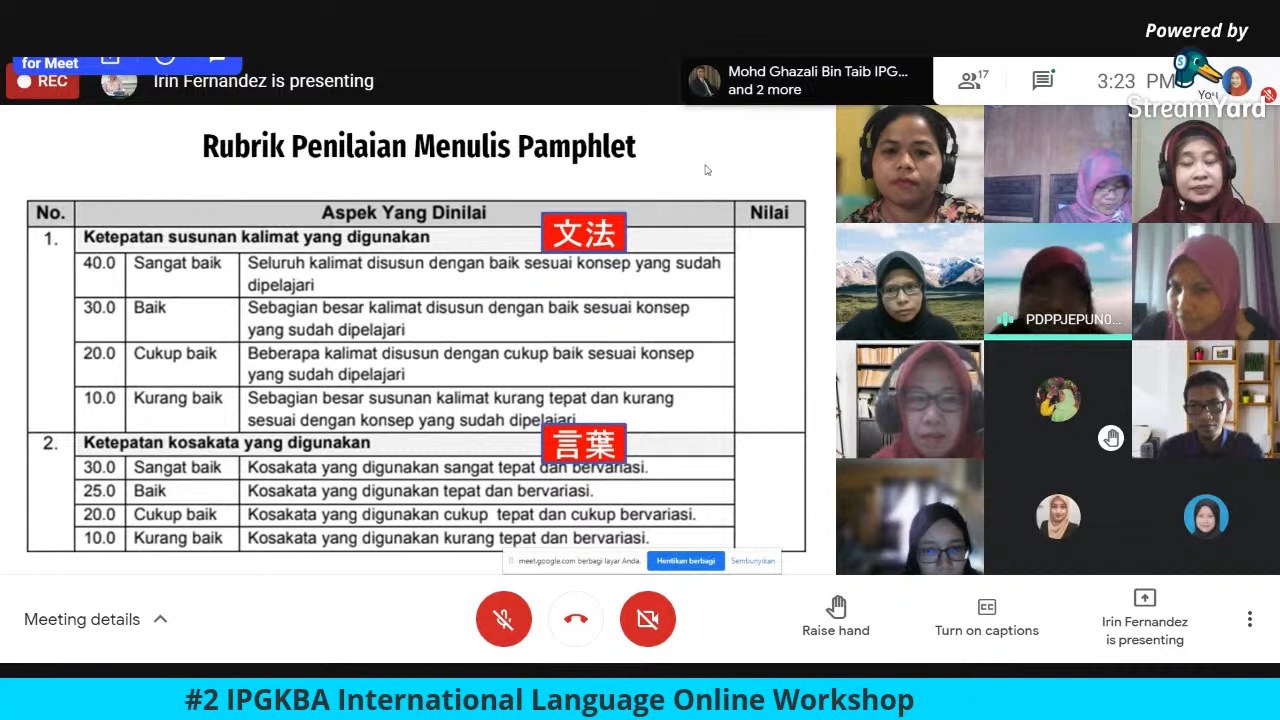 Powered by
StreamYard
for Meet
REC
Irin Fernandez is presenting
Mohd Ghazali Bin Taib IPG...
and 2 more
17
3:23 PM
You
Rubrik Penilaian Menulis Pamphlet
No. Aspek Yang Dinilai Nilai
1. Ketepatan susunan kalimat yang digunakan 文法
40.0 Sangat baik Seluruh kalimat disusun dengan baik sesuai konsep yang sudah
dipelajari
30.0 Baik Sebagian besar kalimat disusun dengan baik sesuai konsep
yang sudah dipelajari
20.0 Cukup baik Beberapa kalimat disusun dengan cukup baik sesuai konsep
yang sudah dipelajari
10.0 Kurang baik Sebagian besar susunan kalimat kurang tepat dan kurang
sesuai dengan konsep yang sudah dipelajari
2. Ketepatan kosakata yang digunakan 言葉
30.0 Sangat baik Kosakata yang digunakan sangat tepat dan bervariasi.
25.0 Baik Kosakata yang digunakan tepat dan bervariasi.
20.0 Cukup baik Kosakata yang digunakan cukup tepat dan cukup bervariasi.
10.0 Kurang baik Kosakata yang digunakan kurang tepat dan bervariasi.
meet.google.com berbagi layar Anda.
Hentikan berbagi
Sembunyikan
PDPPJEPUN0...
Meeting details
Raise hand
Turn on captions
Irin Fernandez
is presenting
#2 IPGKBA International Language Online Workshop